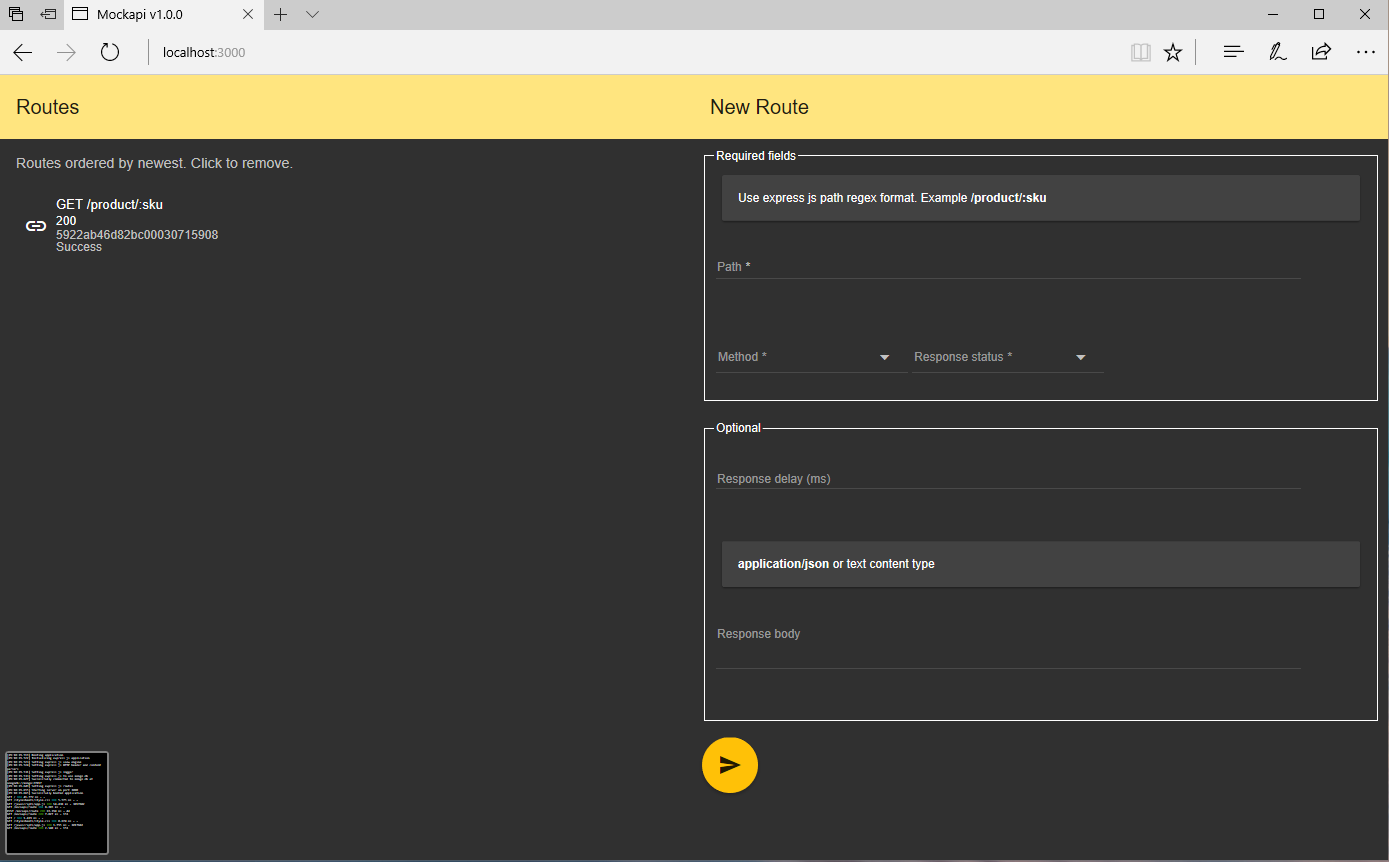 Mockapi v1.0.0
localhost:3000
Routes
New Route
Routes ordered by newest. Click to remove.
GET /product/:sku
200
5922ab46d82bc00030715908
Success
Required fields
Use express js path regex format. Example /product/:sku
Path *
Method *
Response status *
Optional
Response delay (ms)
application/json or text content type
Response body